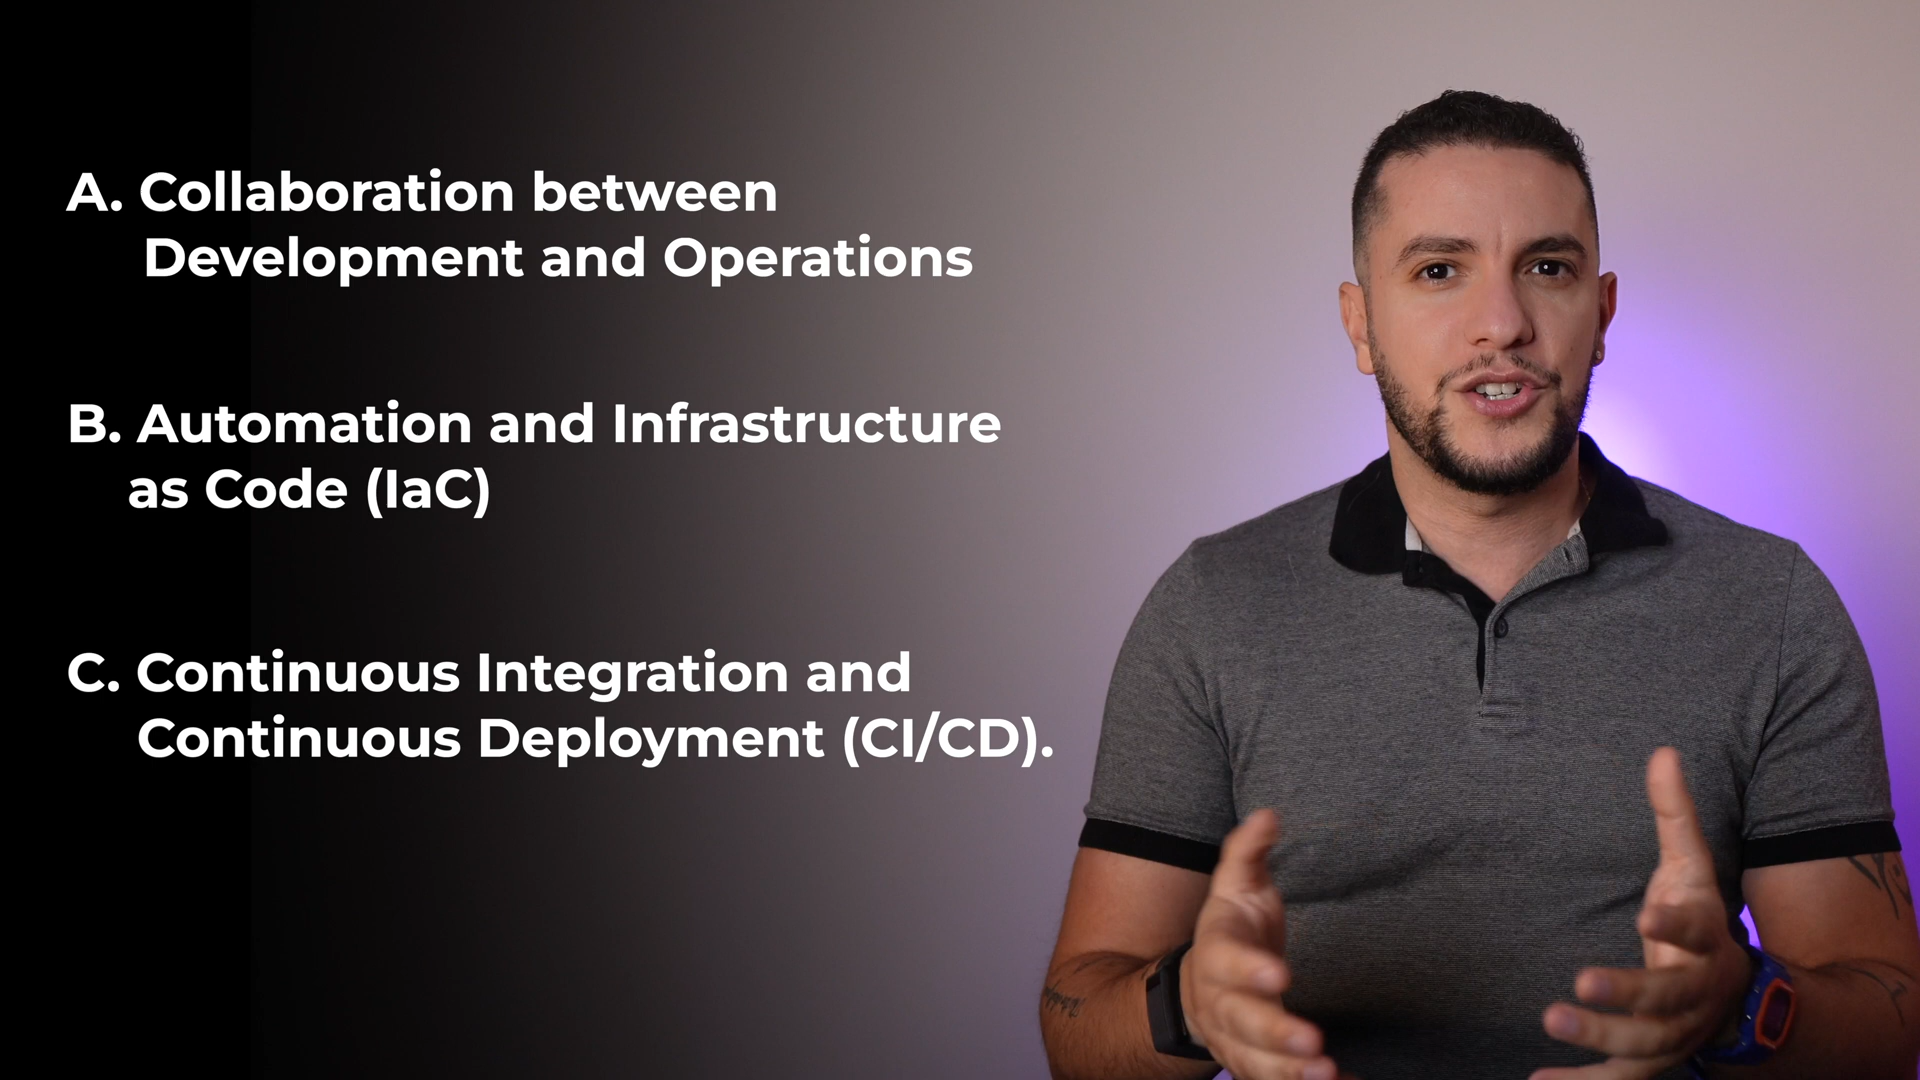 A. Collaboration between
Development and Operations
B. Automation and Infrastructure
as Code (IaC)
C. Continuous Integration and
Continuous Deployment (CI/CD).